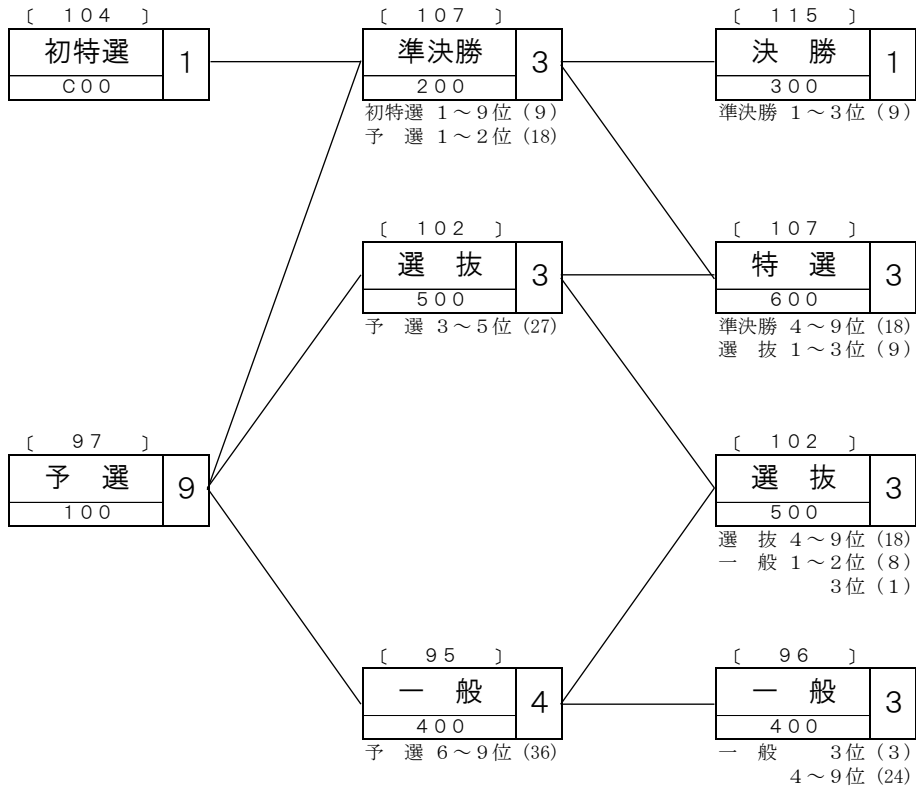 〔 １０４ 〕
初特選 1
C００
〔 １０７ 〕
準決勝 3
２００
初特選 １～９位（９）
予　選 １～２位 (18)
〔 １１５ 〕
決　勝 1
３００
準決勝 １～３位（９）
〔 １０２ 〕
選　抜 3
５００
予　選 ３～５位 (27)
〔 １０７ 〕
特　選 3
６００
準決勝 ４～９位 (18)
選　抜 １～３位（９）
〔 ９７ 〕
予　選 9
１００
〔 １０２ 〕
選　抜 3
５００
選　抜 ４～９位 (18)
一　般 １～２位（８）
３位（１）
〔 ９５ 〕
一　般 4
４００
予　選 ６～９位 (36)
〔 ９６ 〕
一　般 3
４００
一　般　　３位（３）
４～９位 (24)